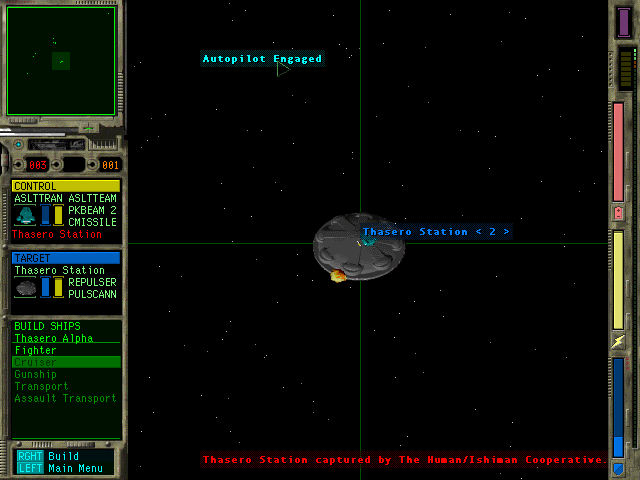 Autopilot Engaged
003
001
CONTROL
ASLTTRAN ASLTTEAM
PKBEAM 2
CMISSILE
Thasero Station
TARGET
Thasero Station
REPULSER
PULSCANN
BUILD SHIPS
Thasero Alpha
Fighter
Cruiser
Gunship
Transport
Assault Transport
RGHT Build
LEFT Main Menu
Thasero Station < 2 >
Thasero Station captured by The Human/Ishiman Cooperative.